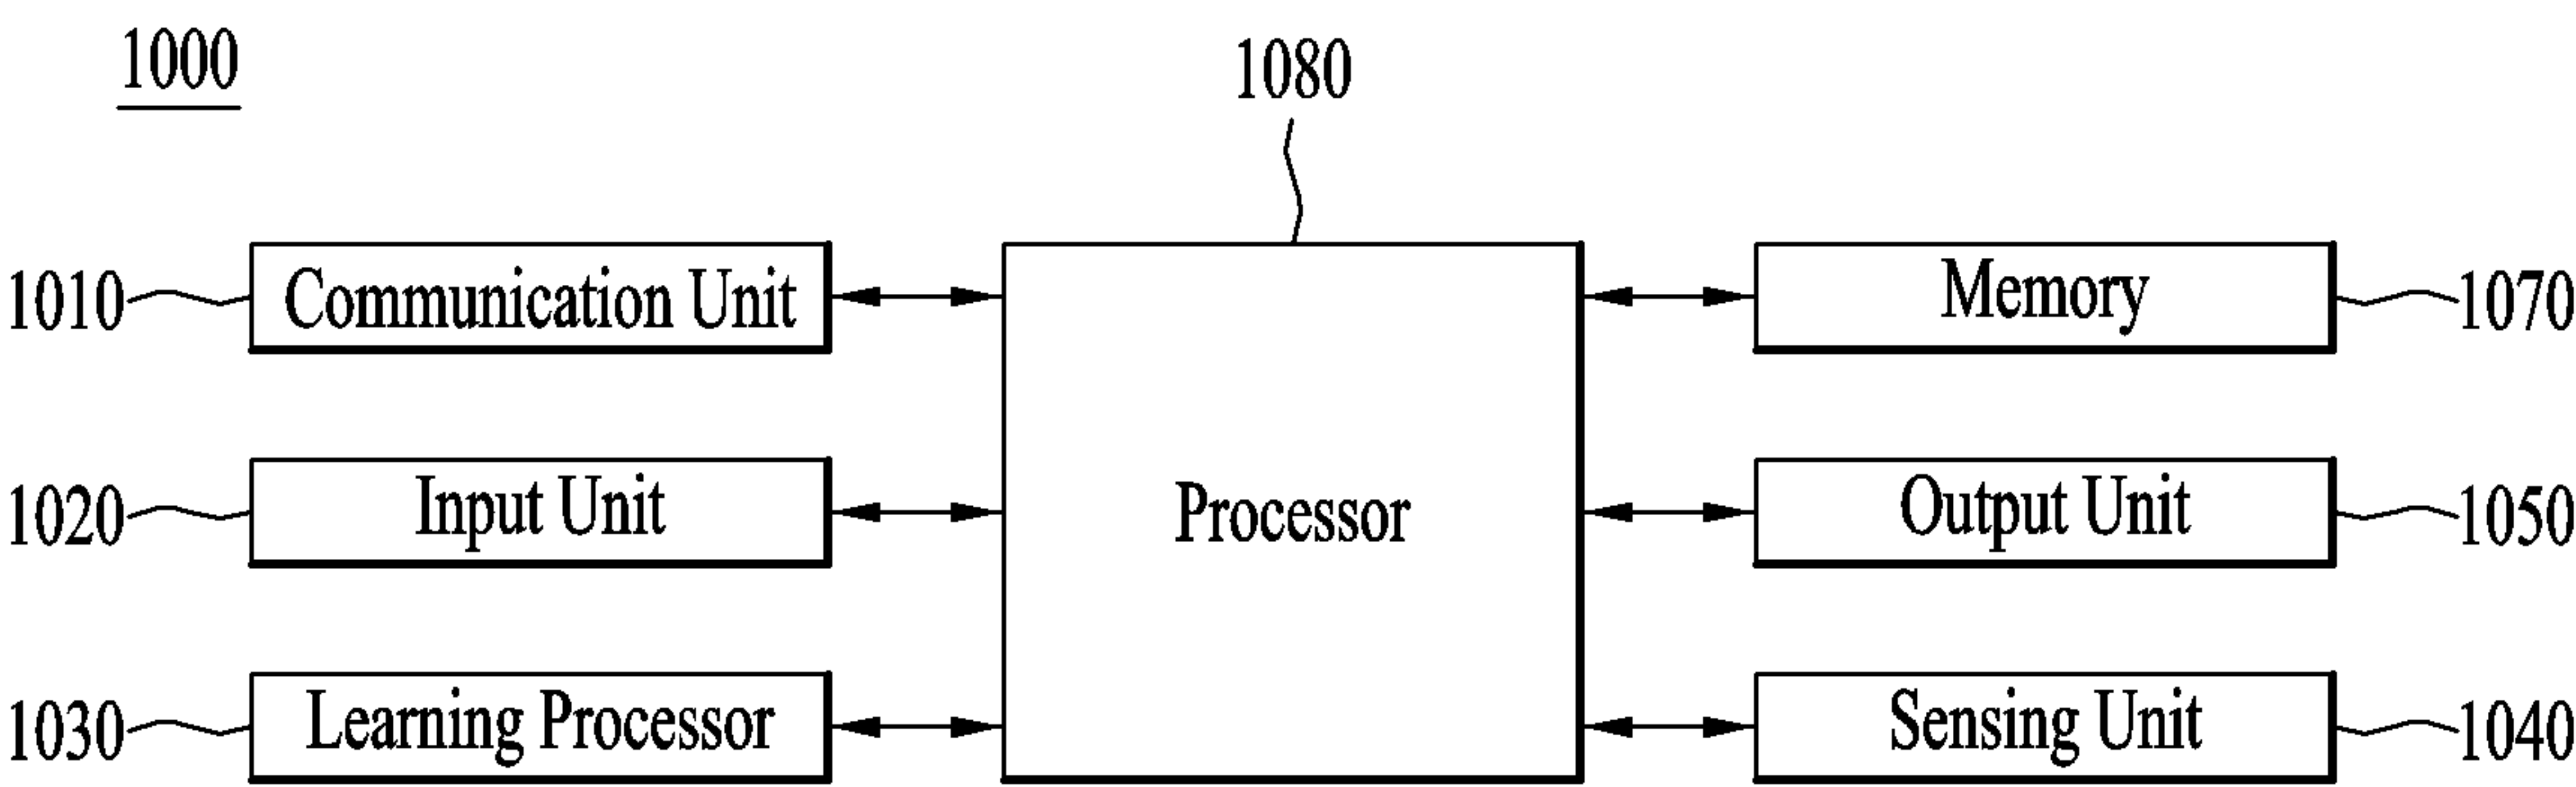 1000
1080
1010 Communication Unit Memory 1070
1020 Input Unit Processor Output Unit 1050
1030 Learning Processor Sensing Unit 1040